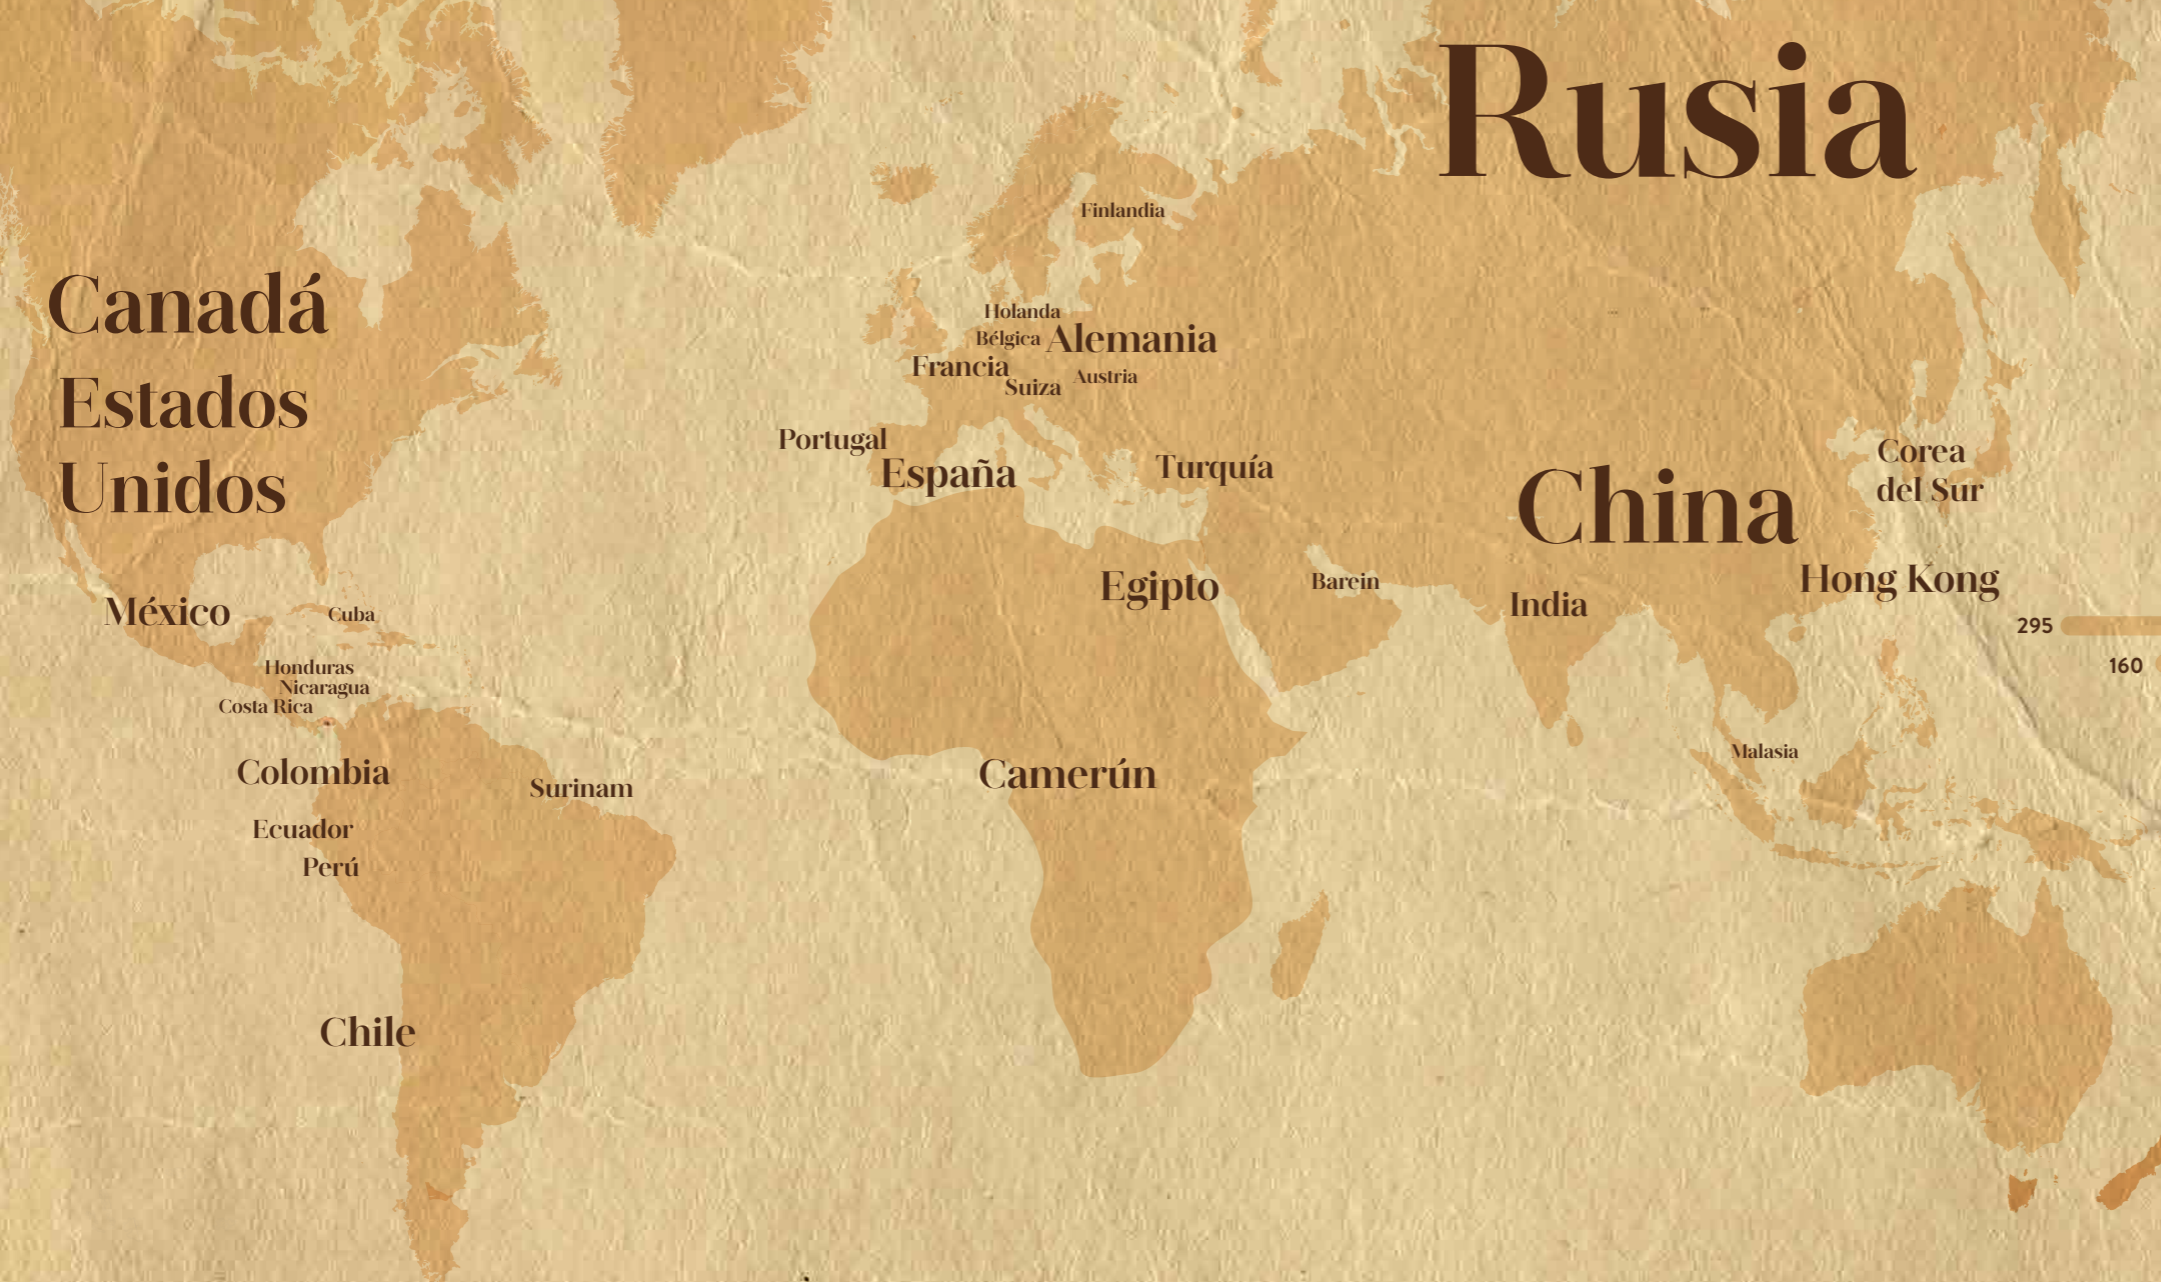 Rusia
Finlandia
Canadá
Holanda
Bélgica
Alemania
Francia
Suiza
Austria
Estados
Unidos
Portugal
España
Turquía
China
Corea
del Sur
México
Cuba
Egipto
Barein
India
Hong Kong
295
160
Honduras
Nicaragua
Costa Rica
Colombia
Surinam
Camerún
Malasia
Ecuador
Perú
Chile